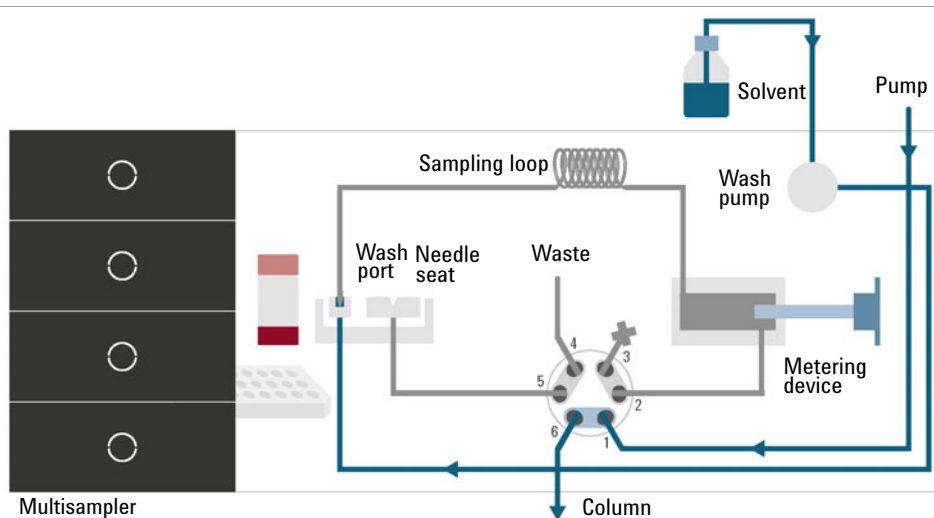 Solvent
Pump
Sampling loop
Wash
pump
Wash
port
Needle
seat
Waste
4
3
5
2
6
1
Metering
device
Multisampler
Column